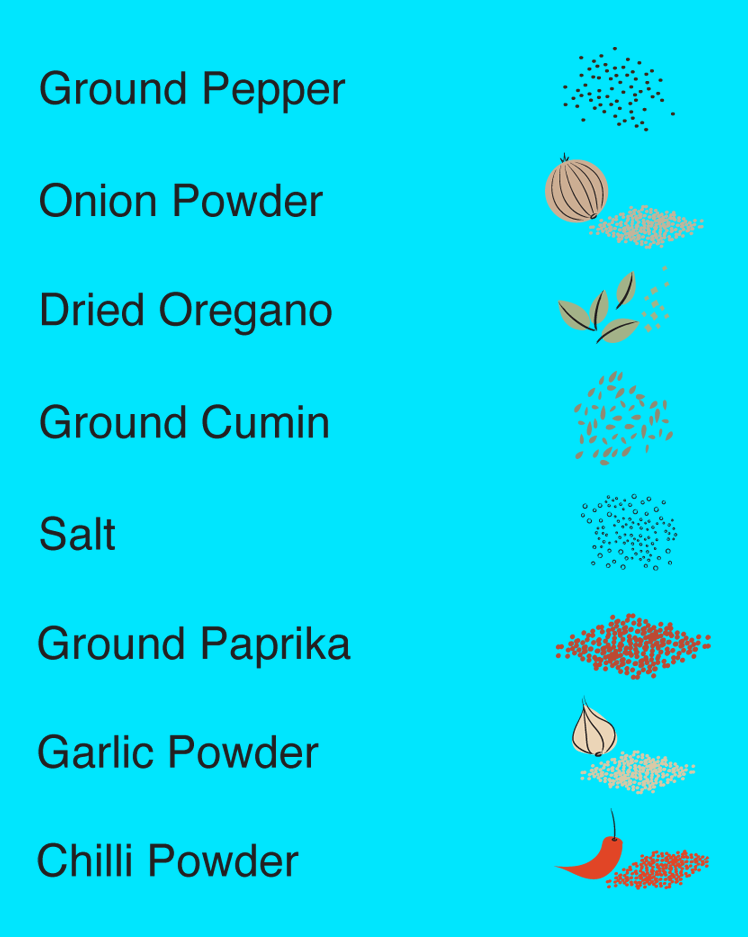 Ground Pepper
Onion Powder
Dried Oregano
Ground Cumin
Salt
Ground Paprika
Garlic Powder
Chilli Powder